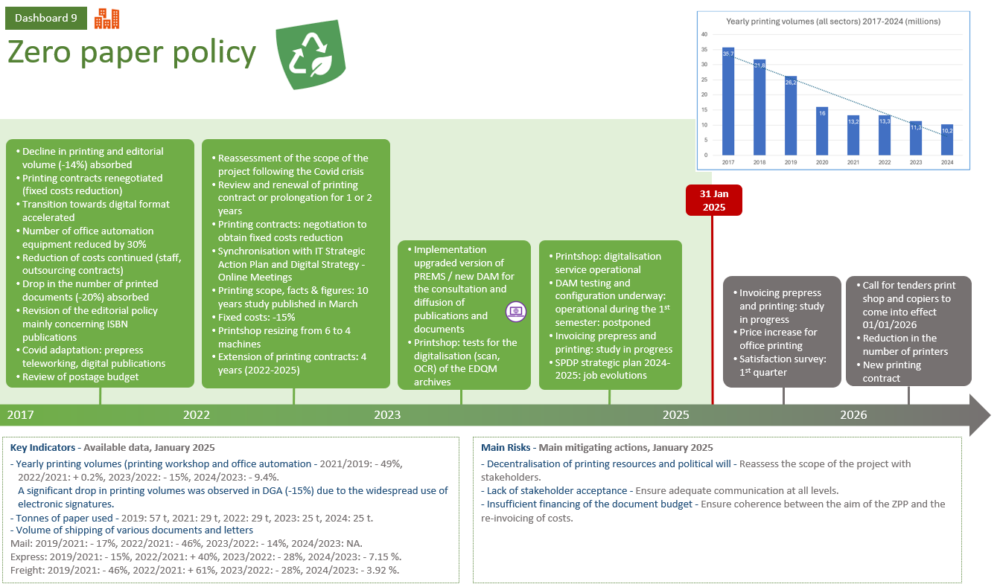 Dashboard 9
Zero paper policy
Yearly printing volumes (all sectors) 2017-2024 (millions)
40
35
30
25
20
15
10
5
0
35,7
31,8
26,2
16
13,2
13,3
11,3
10,2
2017
2018
2019
2020
2021
2022
2023
2024
• Decline in printing and editorial
volume (-14%) absorbed
• Printing contracts renegotiated
(fixed costs reduction)
• Transition towards digital format
accelerated
• Number of office automation
equipment reduced by 30%
• Reduction of costs continued (staff,
outsourcing contracts)
• Drop in the number of printed
documents (-20%) absorbed
• Revision of the editorial policy
mainly concerning ISBN
publications
• Covid adaptation: prepress
teleworking, digital publications
• Review of postage budget
• Reassessment of the scope of the
project following the Covid crisis
• Review and renewal of printing
contract or prolongation for 1 or 2
years
• Printing contracts: negotiation to
obtain fixed costs reduction
• Synchronisation with IT Strategic
Action Plan and Digital Strategy -
Online Meetings
• Printing scope, facts & figures: 10
years study published in March
• Fixed costs: -15%
• Printshop resizing from 6 to 4
machines
• Extension of printing contracts: 4
years (2022-2025)
• Implementation
upgraded version of
PREMS / new DAM for
the consultation and
diffusion of
publications and
documents
• Printshop: tests for the
digitalisation (scan,
OCR) of the EDQM
archives
• Printshop: digitalisation
service operational
• DAM testing and
configuration underway:
operational during the 1st
semester: postponed
• Invoicing prepress and
printing: study in progress
• SPDP strategic plan 2024-
2025: job evolutions
31 Jan
2025
• Invoicing prepress
and printing: study
in progress
• Price increase for
office printing
• Satisfaction survey:
1st quarter
• Call for tenders print
shop and copiers to
come into effect
01/01/2026
• Reduction in the
number of printers
• New printing
contract
2017
2022
2023
2025
2026
Key Indicators - Available data, January 2025
- Yearly printing volumes (printing workshop and office automation - 2021/2019: - 49%,
2022/2021: + 0.2%, 2023/2022: - 15%, 2024/2023: - 9.4%.
A significant drop in printing volumes was observed in DGA (-15%) due to the widespread use of
electronic signatures.
- Tonnes of paper used - 2019: 57 t, 2021: 29 t, 2022: 29 t, 2023: 25 t, 2024: 25 t.
- Volume of shipping of various documents and letters
Mail: 2019/2021: - 17%, 2022/2021: - 46%, 2023/2022: - 14%, 2024/2023: NA.
Express: 2019/2021: - 15%, 2022/2021: + 40%, 2023/2022: - 28%, 2024/2023: - 7.15 %.
Freight: 2019/2021: - 46%, 2022/2021: + 61%, 2023/2022: - 28%, 2024/2023: - 3.92 %.
Main Risks - Main mitigating actions, January 2025
- Decentralisation of printing resources and political will - Reassess the scope of the project with
stakeholders.
- Lack of stakeholder acceptance - Ensure adequate communication at all levels.
- Insufficient financing of the document budget - Ensure coherence between the aim of the ZPP and the
re-invoicing of costs.